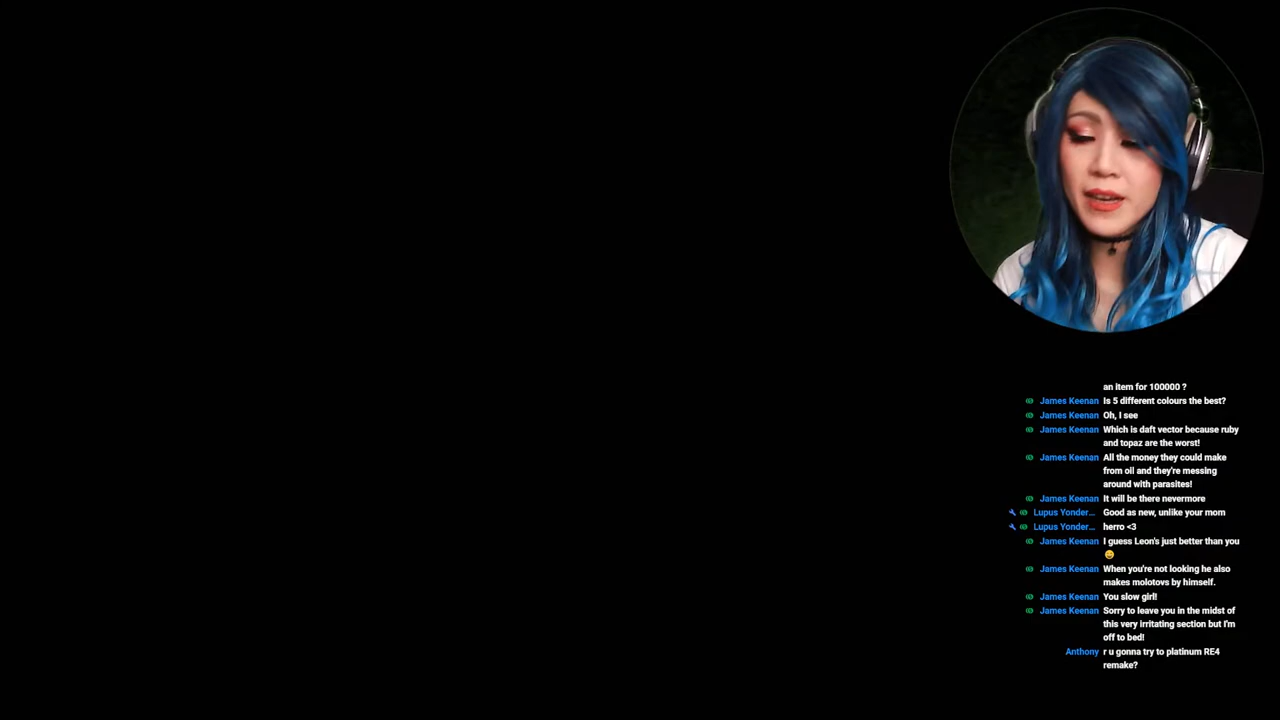 an item for 100000 ?
James Keenan Is 5 different colours the best?
James Keenan Oh, I see
James Keenan Which is daft vector because ruby
and topaz are the worst!
James Keenan All the money they could make
from oil and they're messing
around with parasites!
James Keenan It will be there nevermore
Lupus Yonder... Good as new, unlike your mom
Lupus Yonder... herro <3
James Keenan I guess Leon's just better than you
😀
James Keenan When you're not looking he also
makes molotovs by himself.
James Keenan You slow girl!
James Keenan Sorry to leave you in the midst of
this very irritating section but I'm
off to bed!
Anthony r u gonna try to platinum RE4
remake?